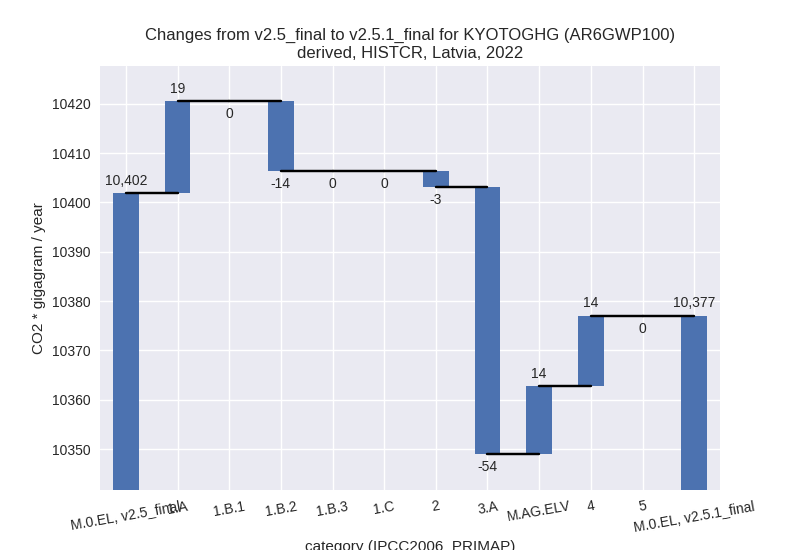 Changes from v2.5_final to v2.5.1_final for KYOTOGHG (AR6GWP100)
derived, HISTCR, Latvia, 2022
CO2 * gigagram / year
10420
10410
10400
10390
10380
10370
10360
10350
10,402
19
0
-14
0
0
-3
-54
14
14
0
10,377
M.0.EL, v2.5_final
1.A
1.B.1
1.B.2
1.B.3
1.C
2
3.A
M.AG.ELV
4
5
M.0.EL, v2.5.1_final
category (IPCC2006_PRIMAP)